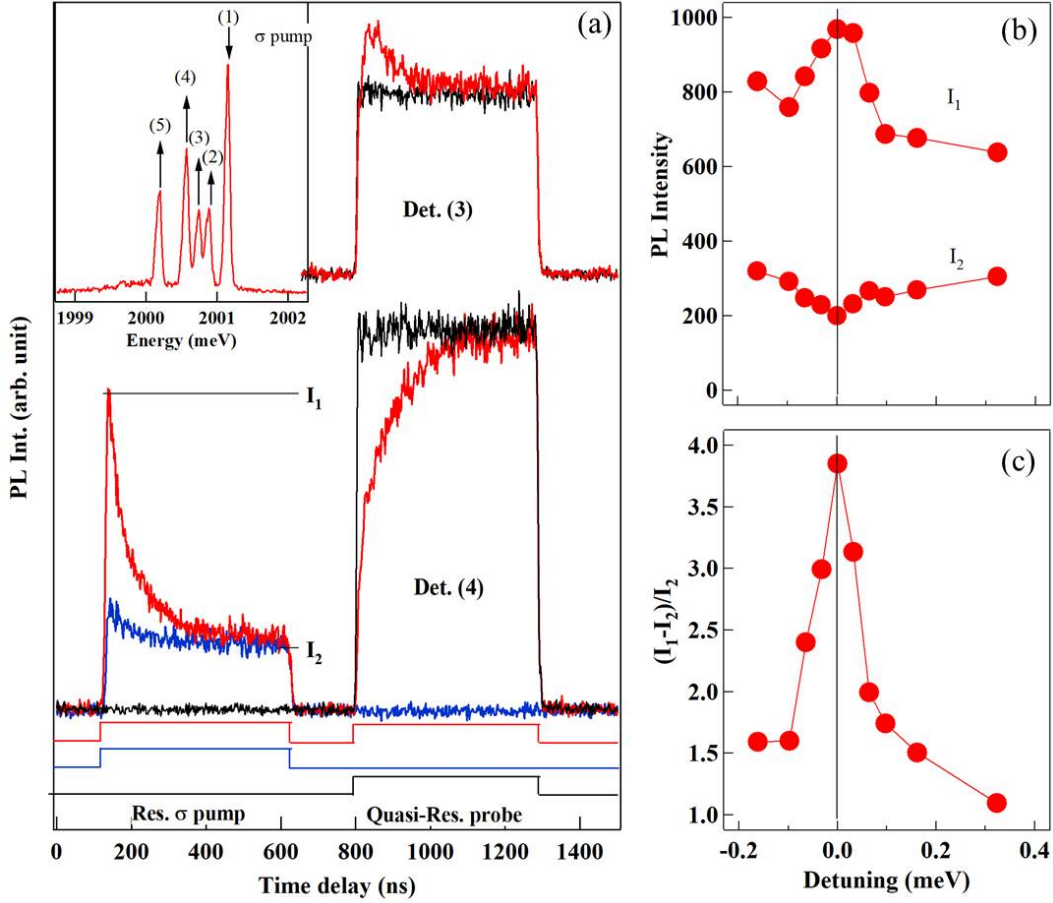 (a)
(1)
σ pump
(4)
(5)
(3)
(2)
1999 2000 2001 2002
Energy (meV)
Det. (3)
I₁
Det. (4)
I₂
PL Int. (arb. unit)
Res. σ pump
Quasi-Res. probe
0 200 400 600 800 1000 1200 1400
Time delay (ns)
(b)
1000
800
600
400
200
0
PL Intensity
I₁
I₂
(c)
4.0
3.5
3.0
2.5
2.0
1.5
1.0
(I₁-I₂)/I₂
-0.2 0.0 0.2 0.4
Detuning (meV)